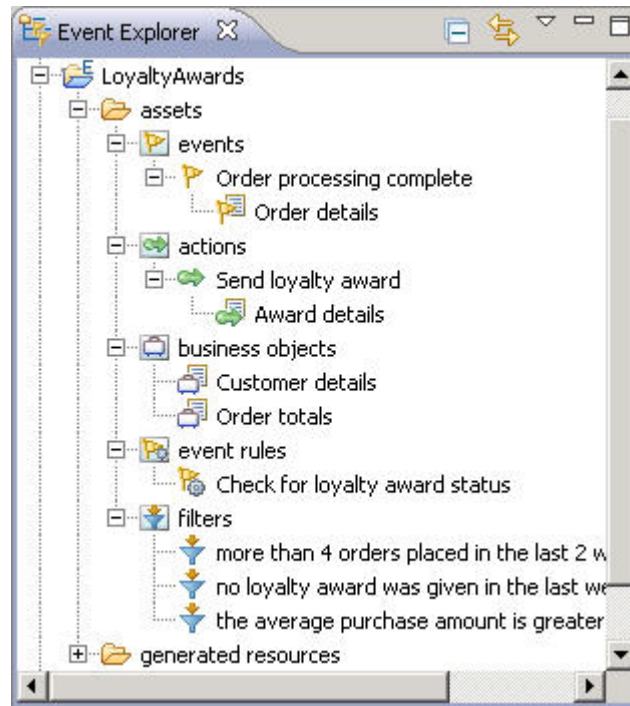 Event Explorer
LoyaltyAwards
assets
events
Order processing complete
Order details
actions
Send loyalty award
Award details
business objects
Customer details
Order totals
event rules
Check for loyalty award status
filters
more than 4 orders placed in the last 2 w
no loyalty award was given in the last we
the average purchase amount is greater
generated resources